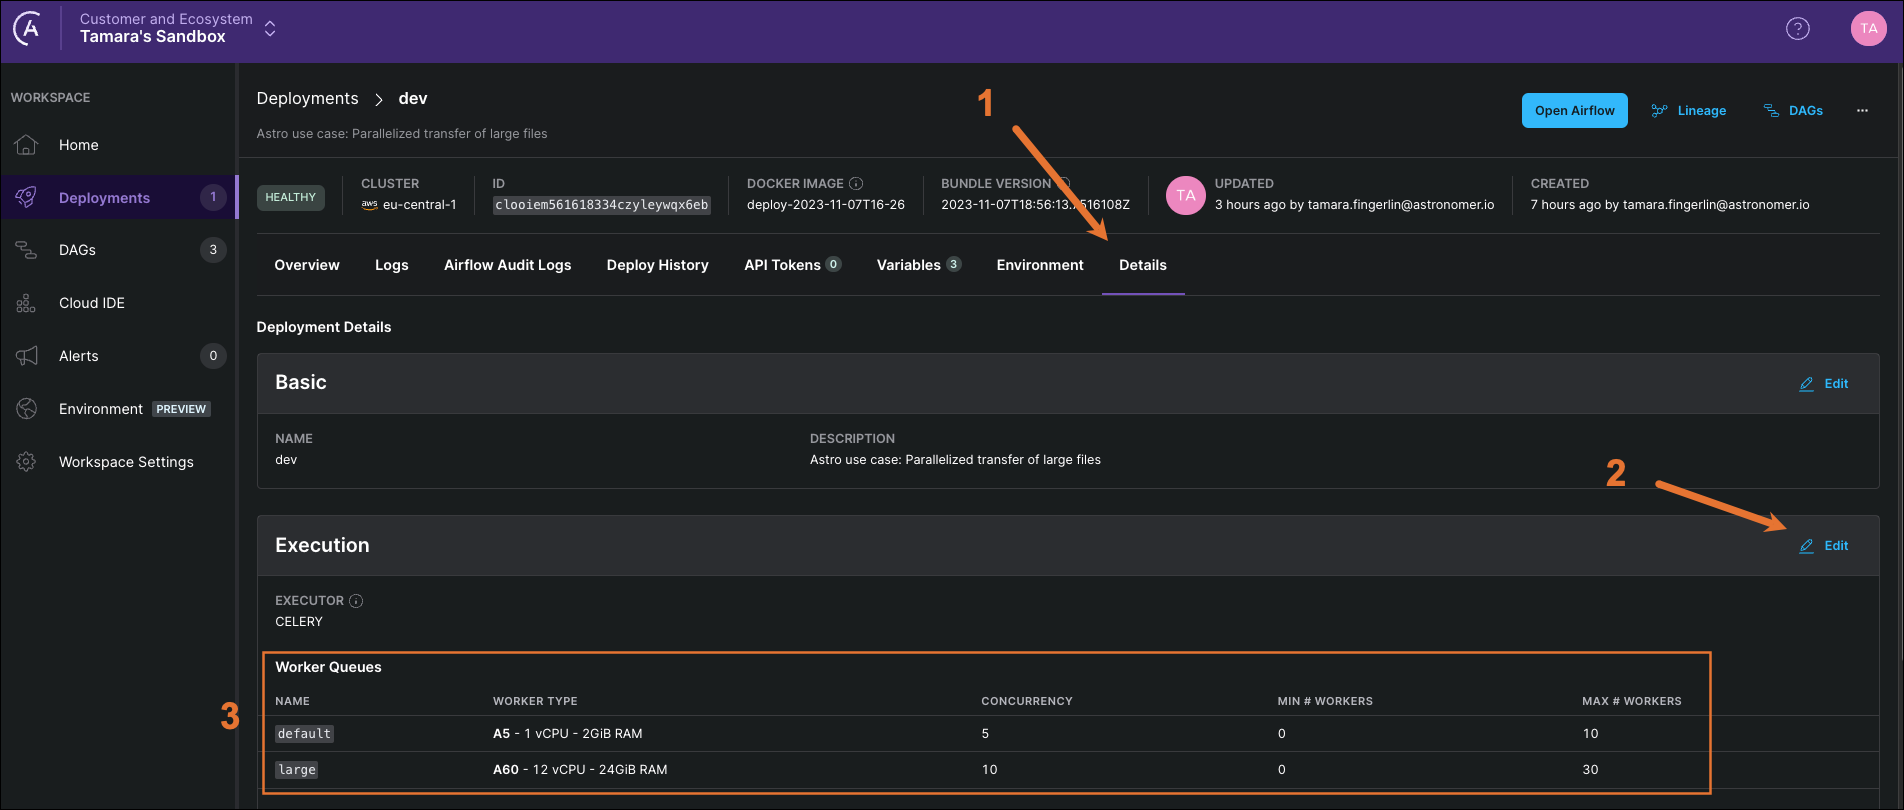 Customer and Ecosystem
Tamara's Sandbox
TA
WORKSPACE
Home
Deployments 1
DAGs 3
Cloud IDE
Alerts 0
Environment PREVIEW
Workspace Settings
Deployments > dev
Astro use case: Parallelized transfer of large files
1
Open Airflow Lineage DAGs ...
HEALTHY
CLUSTER
aws eu-central-1
ID
clooiem561618334czyleywqx6eb
DOCKER IMAGE
deploy-2023-11-07T16-26
BUNDLE VERSION
2023-11-07T18:56:13.7516108Z
TA
UPDATED
3 hours ago by tamara.fingerlin@astronomer.io
CREATED
7 hours ago by tamara.fingerlin@astronomer.io
Overview Logs Airflow Audit Logs Deploy History API Tokens 0 Variables 3 Environment Details
Deployment Details
Basic Edit
NAME DESCRIPTION
dev Astro use case: Parallelized transfer of large files
2
Execution Edit
EXECUTOR
CELERY
3
Worker Queues
NAME WORKER TYPE CONCURRENCY MIN # WORKERS MAX # WORKERS
default A5 - 1 vCPU - 2GiB RAM 5 0 10
large A60 - 12 vCPU - 24GiB RAM 10 0 30